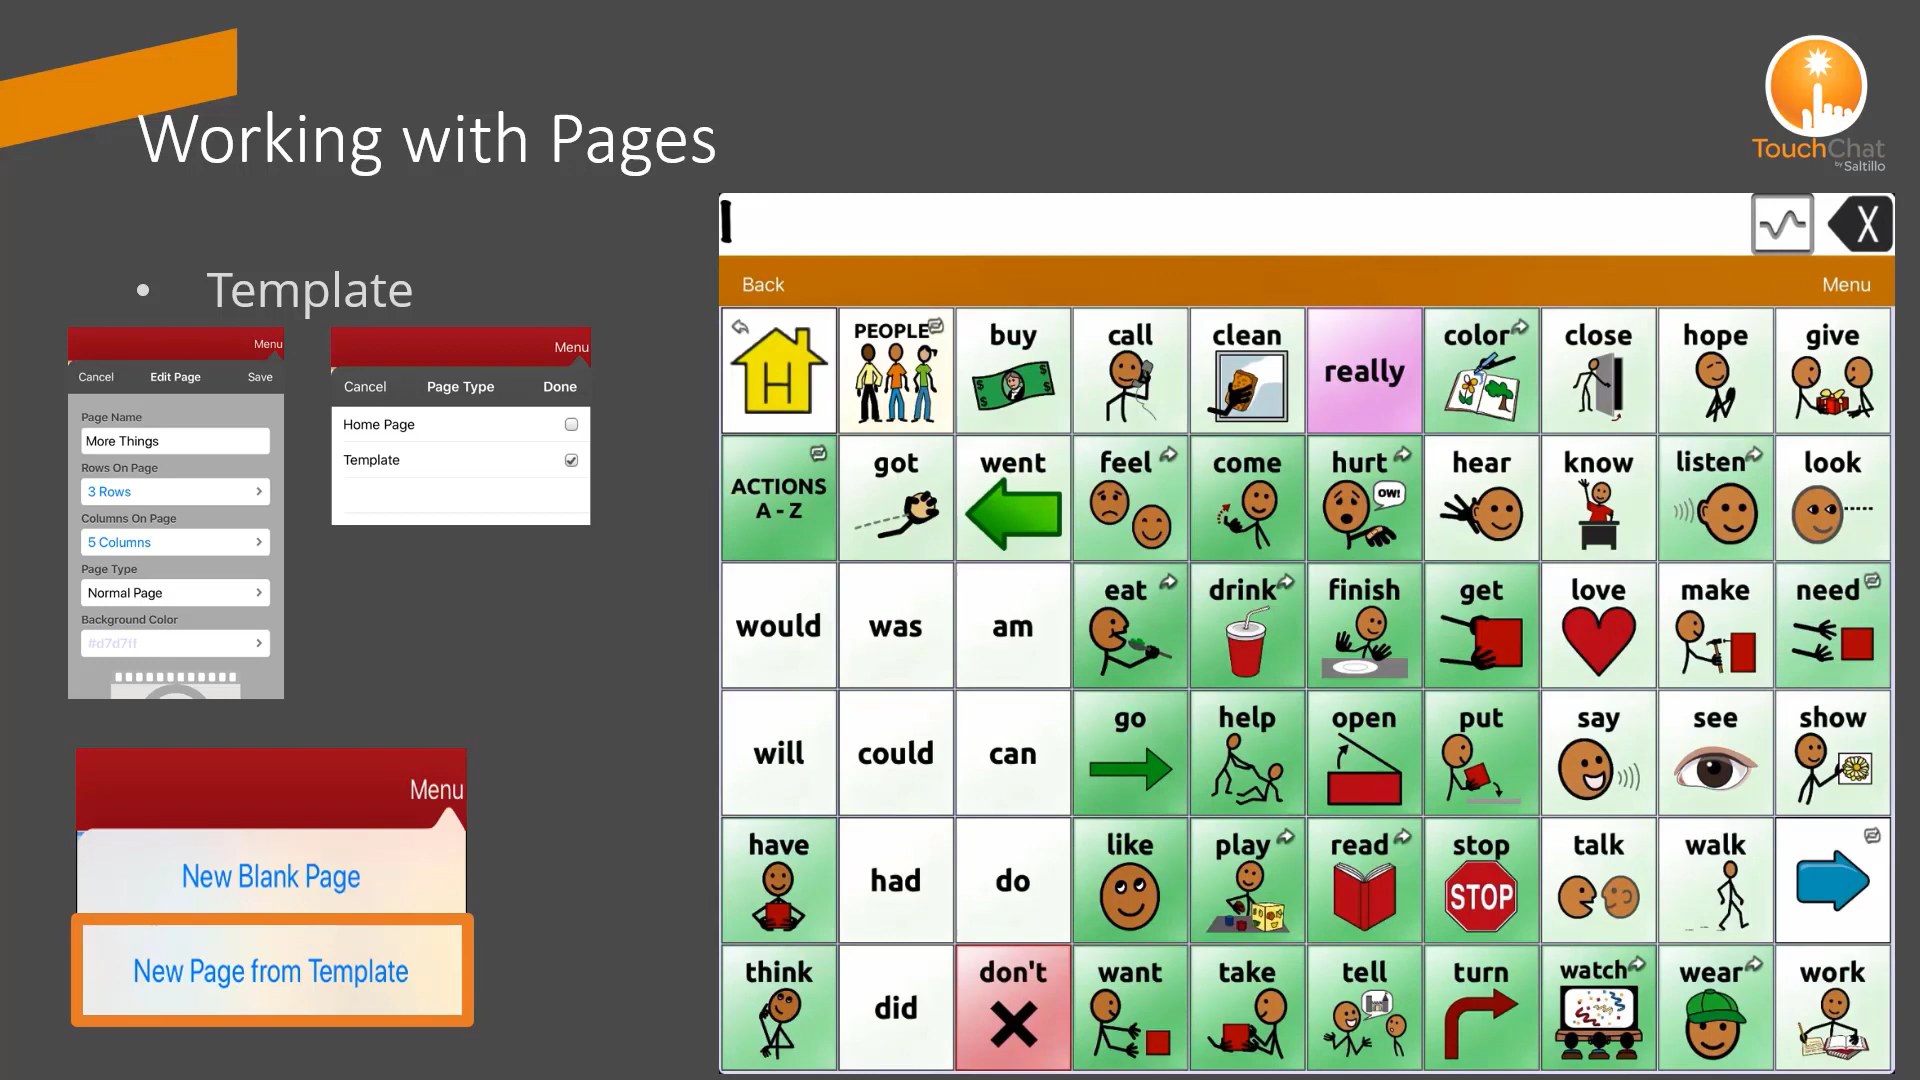 Working with Pages
TouchChat
by Saltillo
• Template
Menu
Cancel Edit Page Save
Page Name
More Things
Rows On Page
3 Rows
Columns On Page
5 Columns
Page Type
Normal Page
Background Color
#d7d7ff
Menu
Cancel Page Type Done
Home Page
Template
Menu
New Blank Page
New Page from Template
X
Back Menu
H PEOPLE buy call clean really color close hope give
ACTIONS
A - Z
got went feel come hurt hear know listen look
OW!
would was am eat drink finish get love make need
will could can go help open put say see show
have had do like play read stop talk walk
STOP
think did don't want take tell turn watch wear work